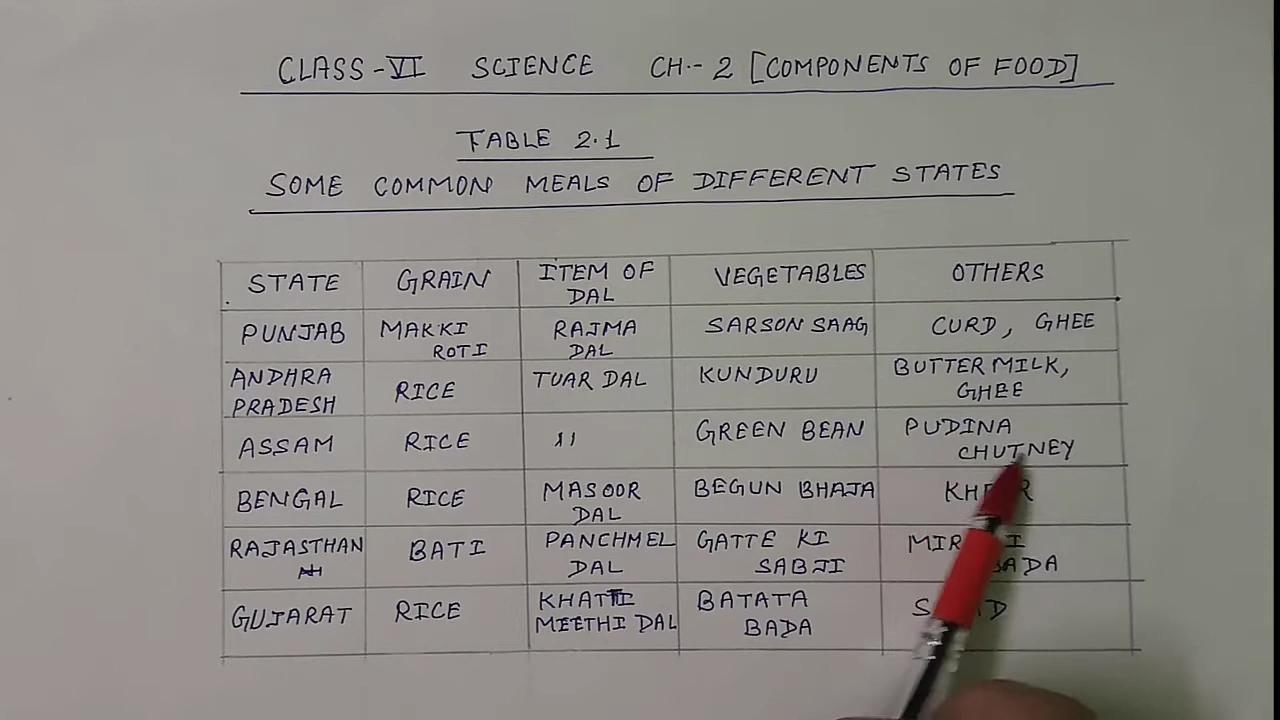 CLASS-VI SCIENCE CH.-2 [COMPONENTS OF FOOD]
TABLE 2.1
SOME COMMON MEALS OF DIFFERENT STATES
STATE GRAIN ITEM OF DAL VEGETABLES OTHERS
PUNJAB MAKKI ROTI RAJMA DAL SARSON SAAG CURD, GHEE
ANDHRA PRADESH RICE TUAR DAL KUNDURU BUTTER MILK, GHEE
ASSAM RICE 11 GREEN BEAN PUDINA CHUTNEY
BENGAL RICE MASOOR DAL BEGUN BHAJA
RAJASTHAN BATI PANCHMEL DAL GATTE KI SABJI
GUJARAT RICE KHATTI MEETHI DAL BATATA BADA